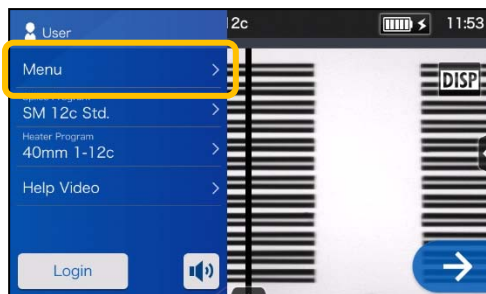 User
2c
11:53
Menu
DISP
SM 12c Std.
Heater Program
40mm 1-12c
Help Video
Login